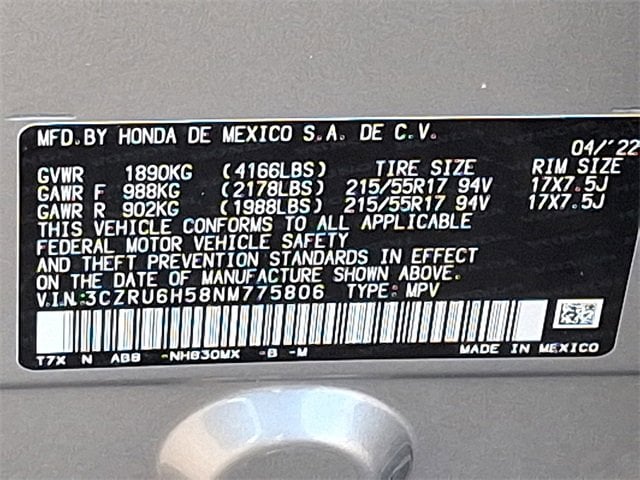 MFD.BY HONDA DE MEXICO S.A. DE C.V.
04/'22
GVWR 1890KG (4166LBS) TIRE SIZE RIM SIZE
GAWR F 988KG (2178LBS) 215/55R17 94V 17X7.5J
GAWR R 902KG (1988LBS) 215/55R17 94V 17X7.5J
THIS VEHICLE CONFORMS TO ALL APPLICABLE
FEDERAL MOTOR VEHICLE SAFETY
AND THEFT PREVENTION STANDARDS IN EFFECT
ON THE DATE OF MANUFACTURE SHOWN ABOVE.
V.I.N.:3CZRU6H58NM775806 TYPE: MPV
T7X N AB8 -NH830MX -B -M MADE IN MEXICO